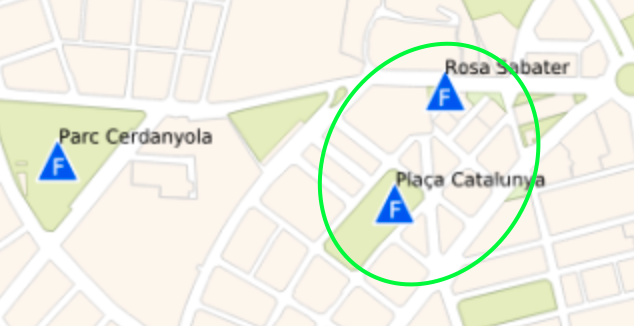 Rosa Sabater
F
Parc Cerdanyola
F
Plaça Catalunya
F